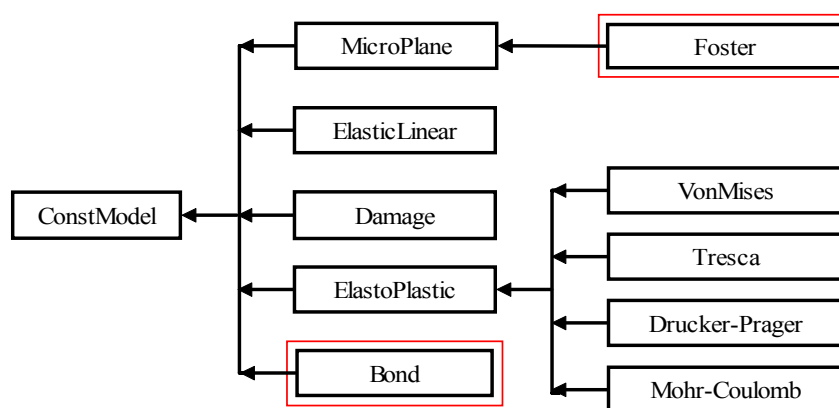 MicroPlane
Foster
ElasticLinear
VonMises
ConstModel
Damage
Tresca
ElastoPlastic
Drucker-Prager
Bond
Mohr-Coulomb